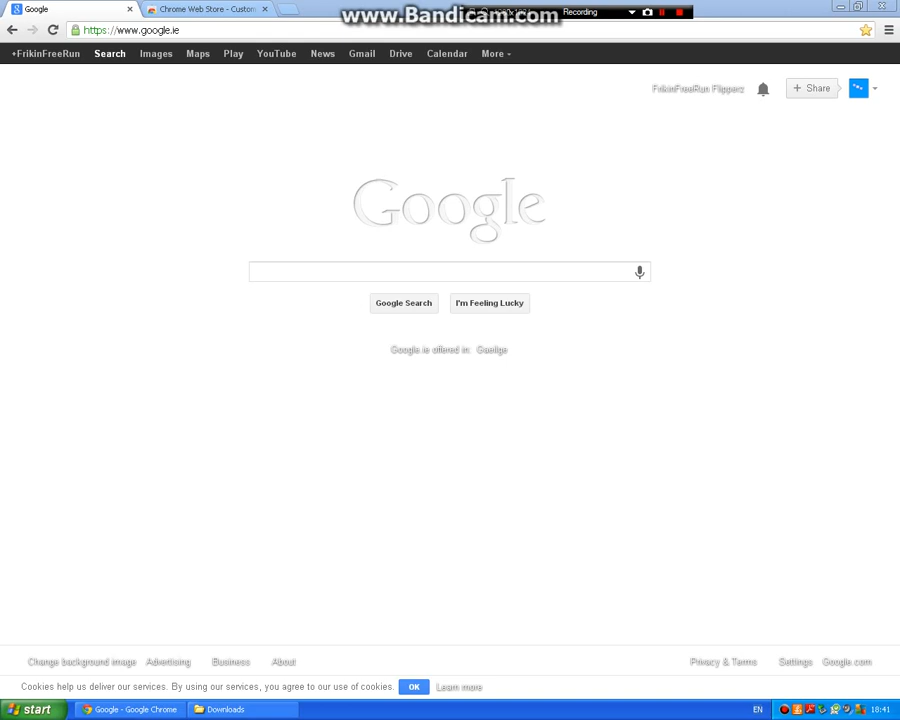 Google
Chrome Web Store - Custom
www.Bandicam.com
Recording
https://www.google.ie
+FrikinFreeRun Search Images Maps Play YouTube News Gmail Drive Calendar More
FrikinFreeRun Flipperz
+ Share
Google
Google Search
I'm Feeling Lucky
Google.ie offered in: Gaeilge
Change background image Advertising Business About
Privacy & Terms Settings Google.com
Cookies help us deliver our services. By using our services, you agree to our use of cookies. OK Learn more
start
Google - Google Chrome
Downloads
EN
18:41